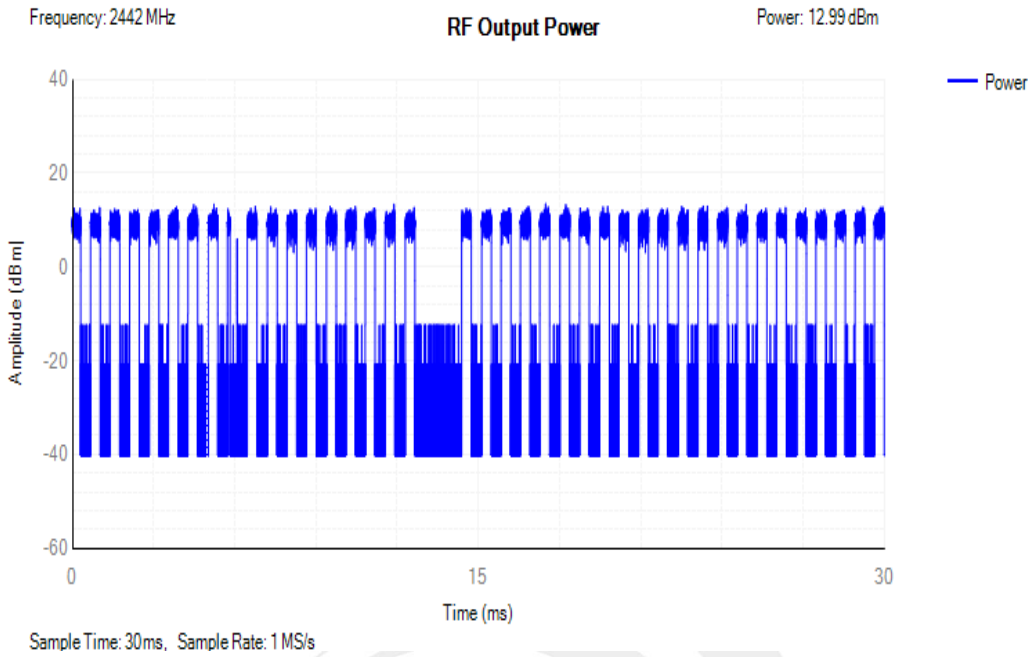 Frequency: 2442 MHz
RF Output Power
Power: 12.99 dBm
40
20
0
-20
-40
-60
Amplitude (dBm)
0
15
30
Time (ms)
Power
Sample Time: 30ms, Sample Rate: 1 MS/s